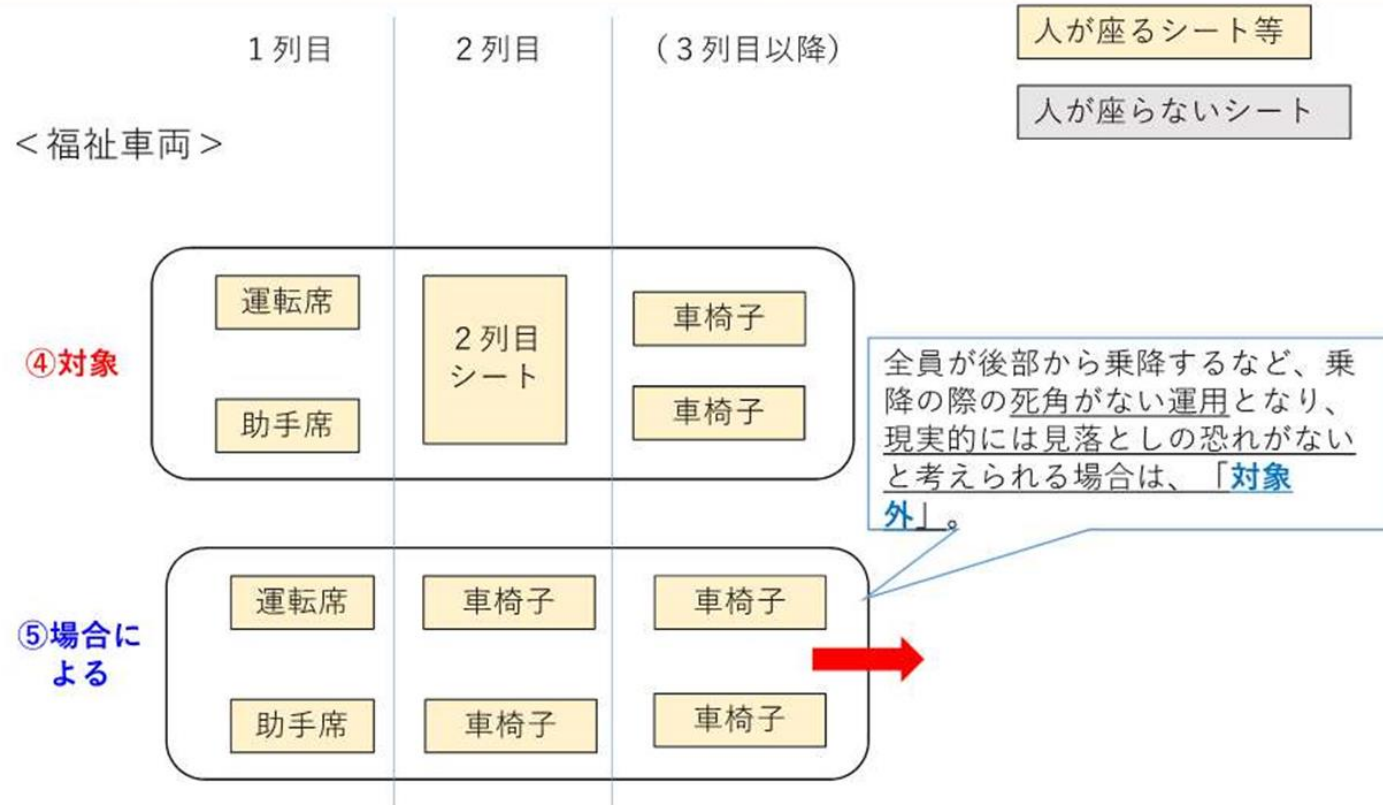 1列目
2列目
（3列目以降）
人が座るシート等
人が座らないシート
＜福祉車両＞
④対象
運転席
助手席
2列目
シート
車椅子
車椅子
全員が後部から乗降するなど、乗
降の際の死角がない運用となり、
現実的には見落としの恐れがない
と考えられる場合は、「対象
外」。
⑤場合に
よる
運転席
助手席
車椅子
車椅子
車椅子
車椅子